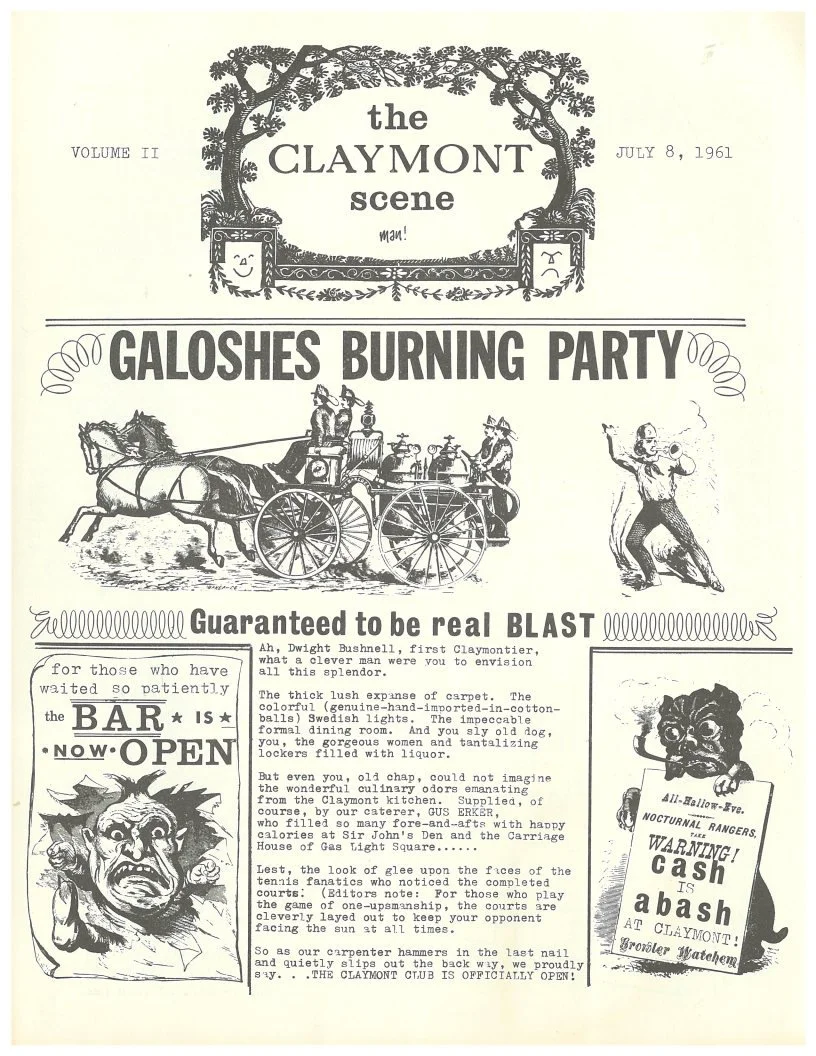 the
CLAYMONT
scene
man!
VOLUME II
JULY 8, 1961
GALOSHES BURNING PARTY
Guaranteed to be real BLAST
for those who have
waited so patiently
the BAR ★ IS ★
• NOW • OPEN
Ah, Dwight Bushnell, first Claymontier,
what a clever man were you to envision
all this splendor.
The thick lush expanse of carpet. The
colorful (genuine-hand-imported-in-cotton-
balls) Swedish lights. The impeccable
formal dining room. And you sly old dog,
you, the gorgeous women and tantalizing
lockers filled with liquor.
But even you, old chap, could not imagine
the wonderful culinary odors emanating
from the Claymont kitchen. Supplied, of
course, by our caterer, GUS ERKER,
who filled so many fore-and-afts with happy
calories at Sir John's Den and the Carriage
House of Gas Light Square......
Lest, the look of glee upon the faces of the
tennis fanatics who noticed the completed
courts. (Editors note: For those who play
the game of one-upsmanship, the courts are
cleverly layed out to keep your opponent
facing the sun at all times.
So as our carpenter hammers in the last nail
and quietly slips out the back way, we proudly
say. . .THE CLAYMONT CLUB IS OFFICIALLY OPEN!
All-Hallow-Eve.
NOCTURNAL RANGERS,
TAKE
WARNING!
cash
IS
abash
AT CLAYMONT!
Growler Watchem